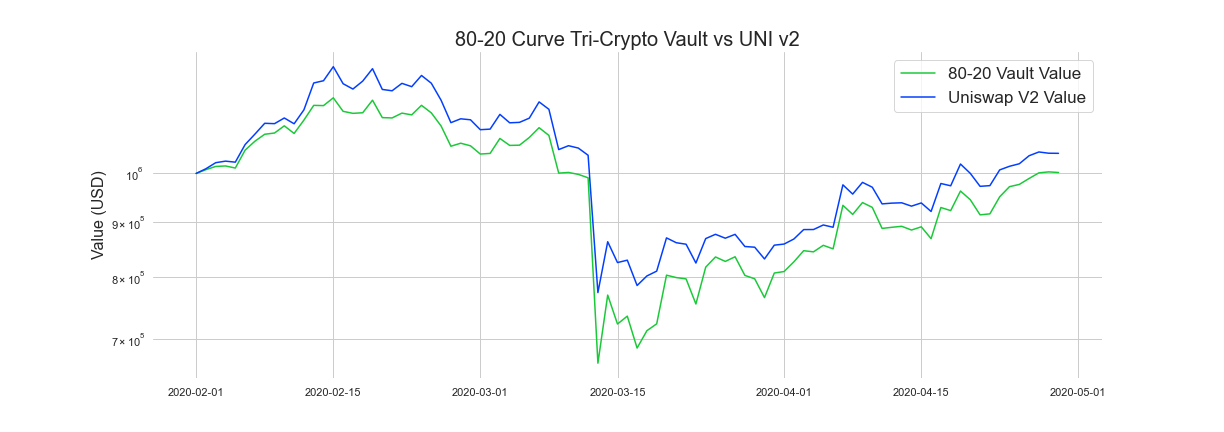 80-20 Curve Tri-Crypto Vault vs UNI v2
80-20 Vault Value
Uniswap V2 Value
Value (USD)
10⁶
9 × 10⁵
8 × 10⁵
7 × 10⁵
2020-02-01
2020-02-15
2020-03-01
2020-03-15
2020-04-01
2020-04-15
2020-05-01